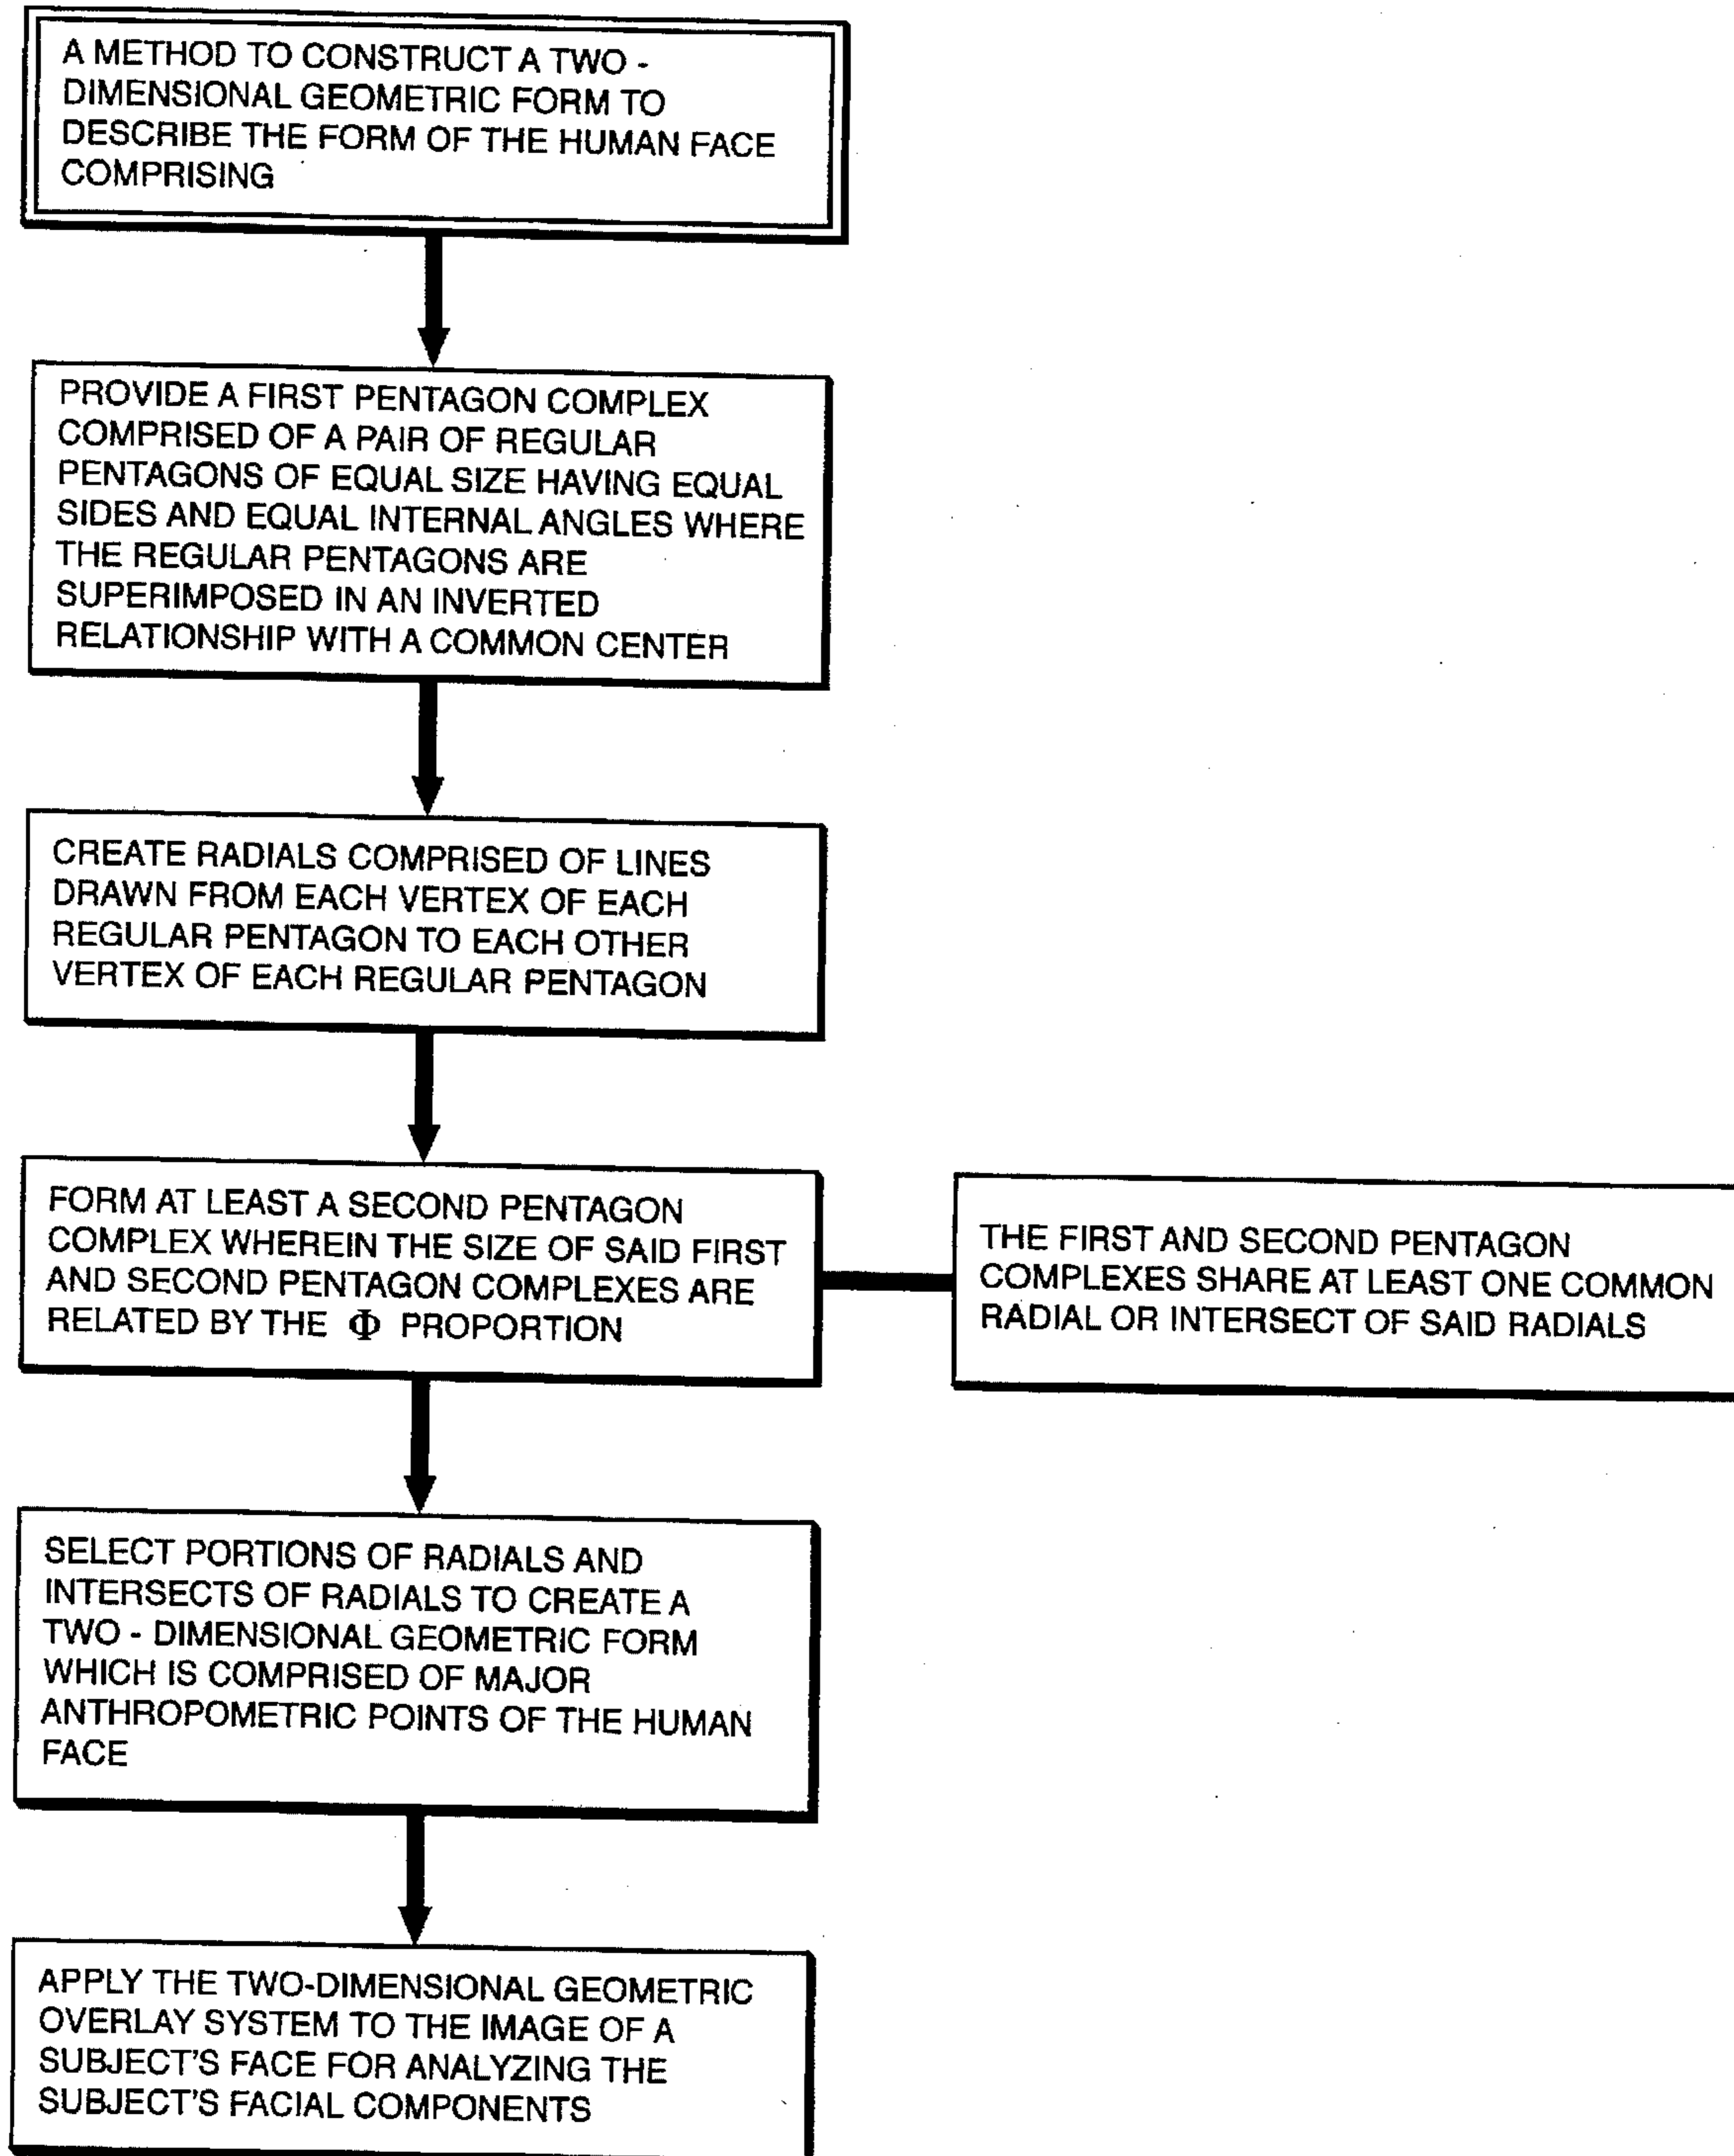 A METHOD TO CONSTRUCT A TWO -
DIMENSIONAL GEOMETRIC FORM TO
DESCRIBE THE FORM OF THE HUMAN FACE
COMPRISING
PROVIDE A FIRST PENTAGON COMPLEX
COMPRISED OF A PAIR OF REGULAR
PENTAGONS OF EQUAL SIZE HAVING EQUAL
SIDES AND EQUAL INTERNAL ANGLES WHERE
THE REGULAR PENTAGONS ARE
SUPERIMPOSED IN AN INVERTED
RELATIONSHIP WITH A COMMON CENTER
CREATE RADIALS COMPRISED OF LINES
DRAWN FROM EACH VERTEX OF EACH
REGULAR PENTAGON TO EACH OTHER
VERTEX OF EACH REGULAR PENTAGON
FORM AT LEAST A SECOND PENTAGON
COMPLEX WHEREIN THE SIZE OF SAID FIRST
AND SECOND PENTAGON COMPLEXES ARE
RELATED BY THE Φ PROPORTION
THE FIRST AND SECOND PENTAGON
COMPLEXES SHARE AT LEAST ONE COMMON
RADIAL OR INTERSECT OF SAID RADIALS
SELECT PORTIONS OF RADIALS AND
INTERSECTS OF RADIALS TO CREATE A
TWO - DIMENSIONAL GEOMETRIC FORM
WHICH IS COMPRISED OF MAJOR
ANTHROPOMETRIC POINTS OF THE HUMAN
FACE
APPLY THE TWO-DIMENSIONAL GEOMETRIC
OVERLAY SYSTEM TO THE IMAGE OF A
SUBJECT'S FACE FOR ANALYZING THE
SUBJECT'S FACIAL COMPONENTS